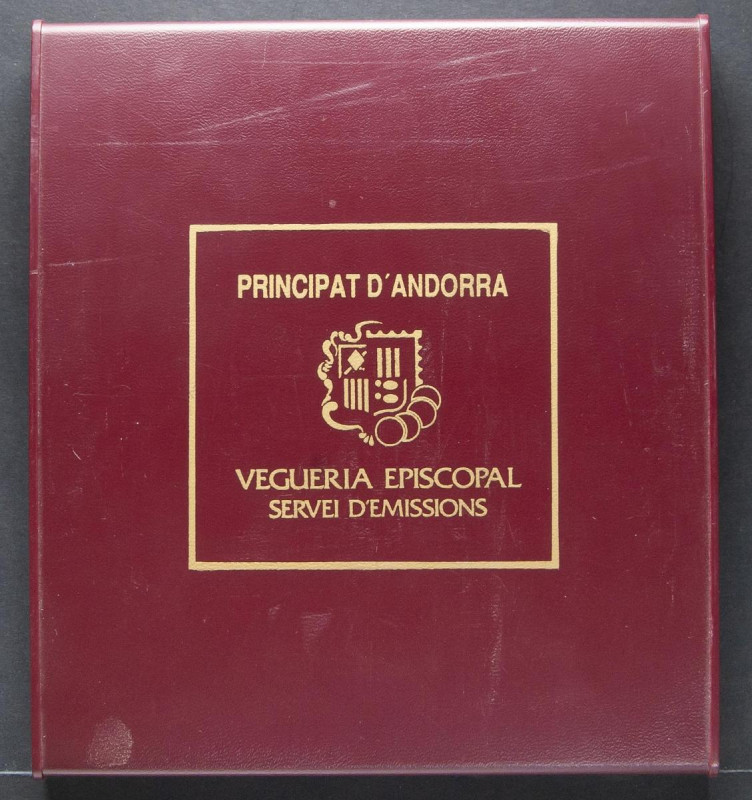 PRINCIPAT D'ANDORRA
VEGUERIA EPISCOPAL
SERVEI D'EMISSIONS